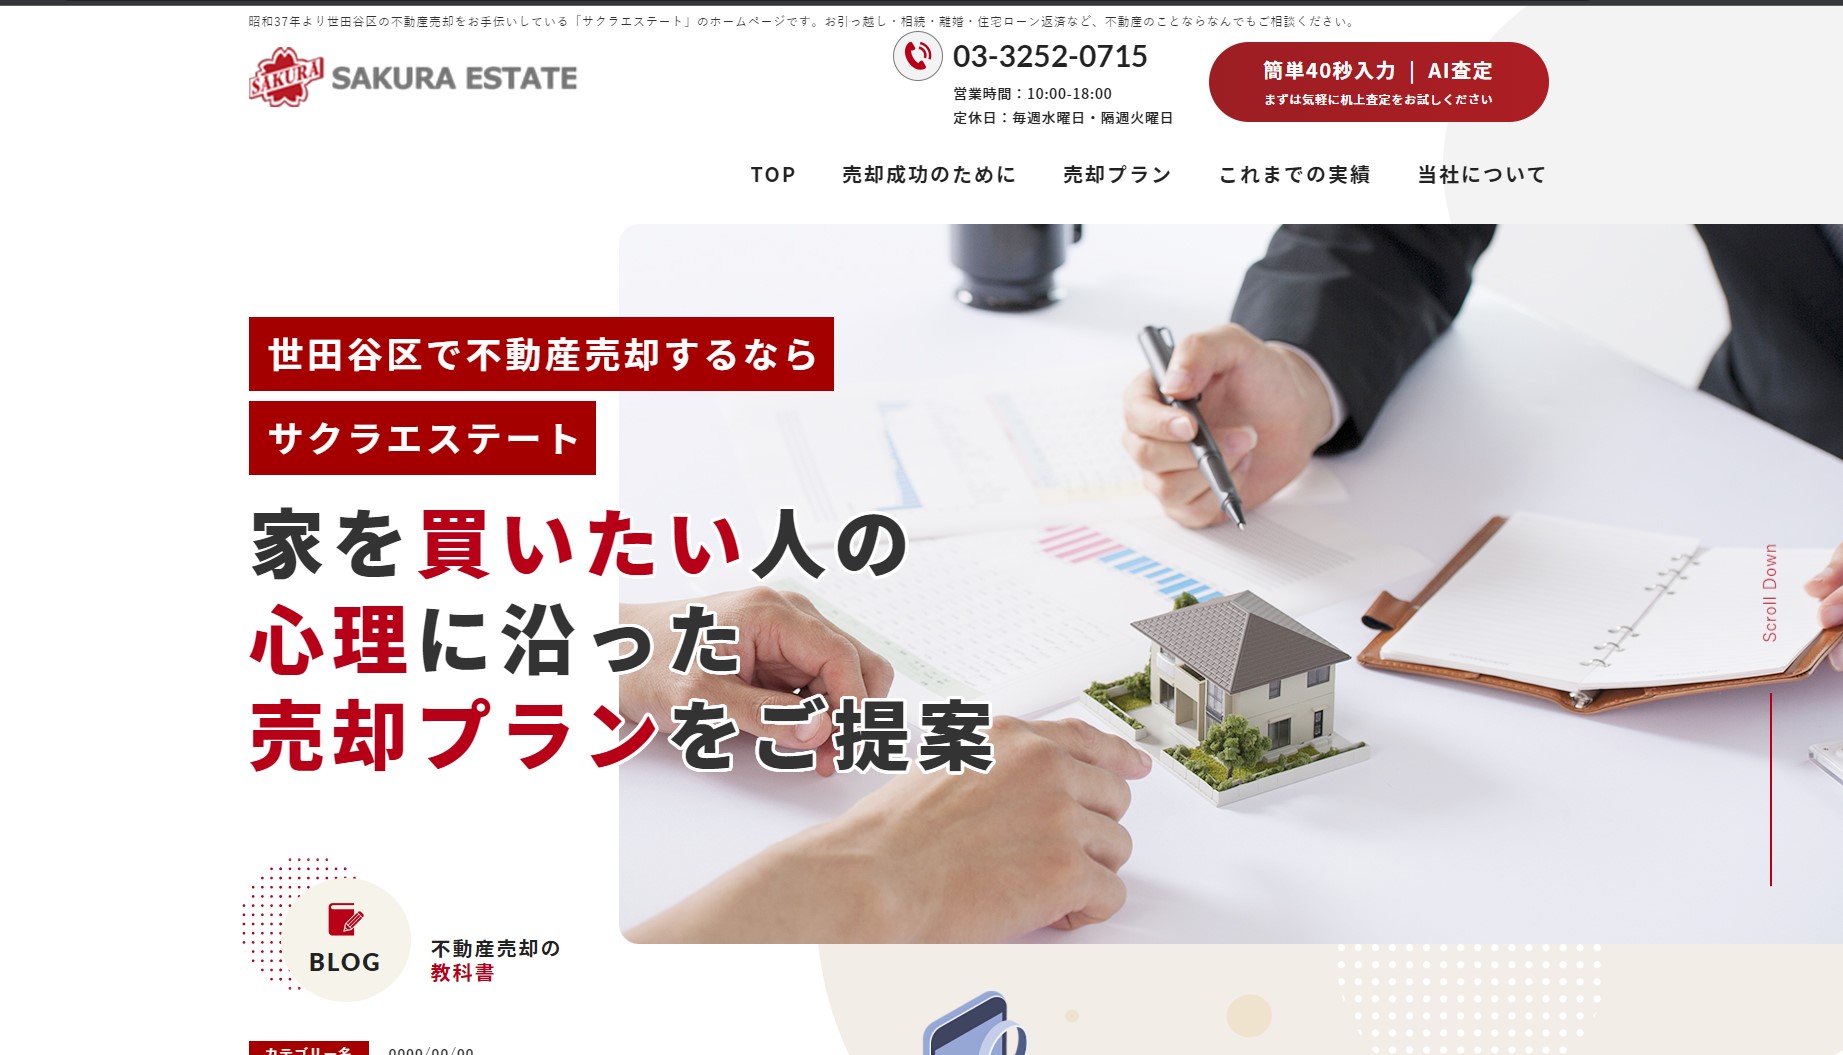 昭和37年より世田谷区の不動産売却をお手伝いしている「サクラエステート」のホームページです。お引っ越し・相続・離婚・住宅ローン返済など、不動産のことならなんでもご相談ください。
SAKURA
SAKURA ESTATE
03-3252-0715
営業時間：10:00-18:00
定休日：毎週水曜日・隔週火曜日
簡単40秒入力 | AI査定
まずは気軽に机上査定をお試しください
TOP
売却成功のために
売却プラン
これまでの実績
当社について
世田谷区で不動産売却するなら
サクラエステート
家を買いたい人の
心理に沿った
売却プランをご提案
Scroll Down
BLOG
不動産売却の
教科書
カテゴリー名
0000/00/00